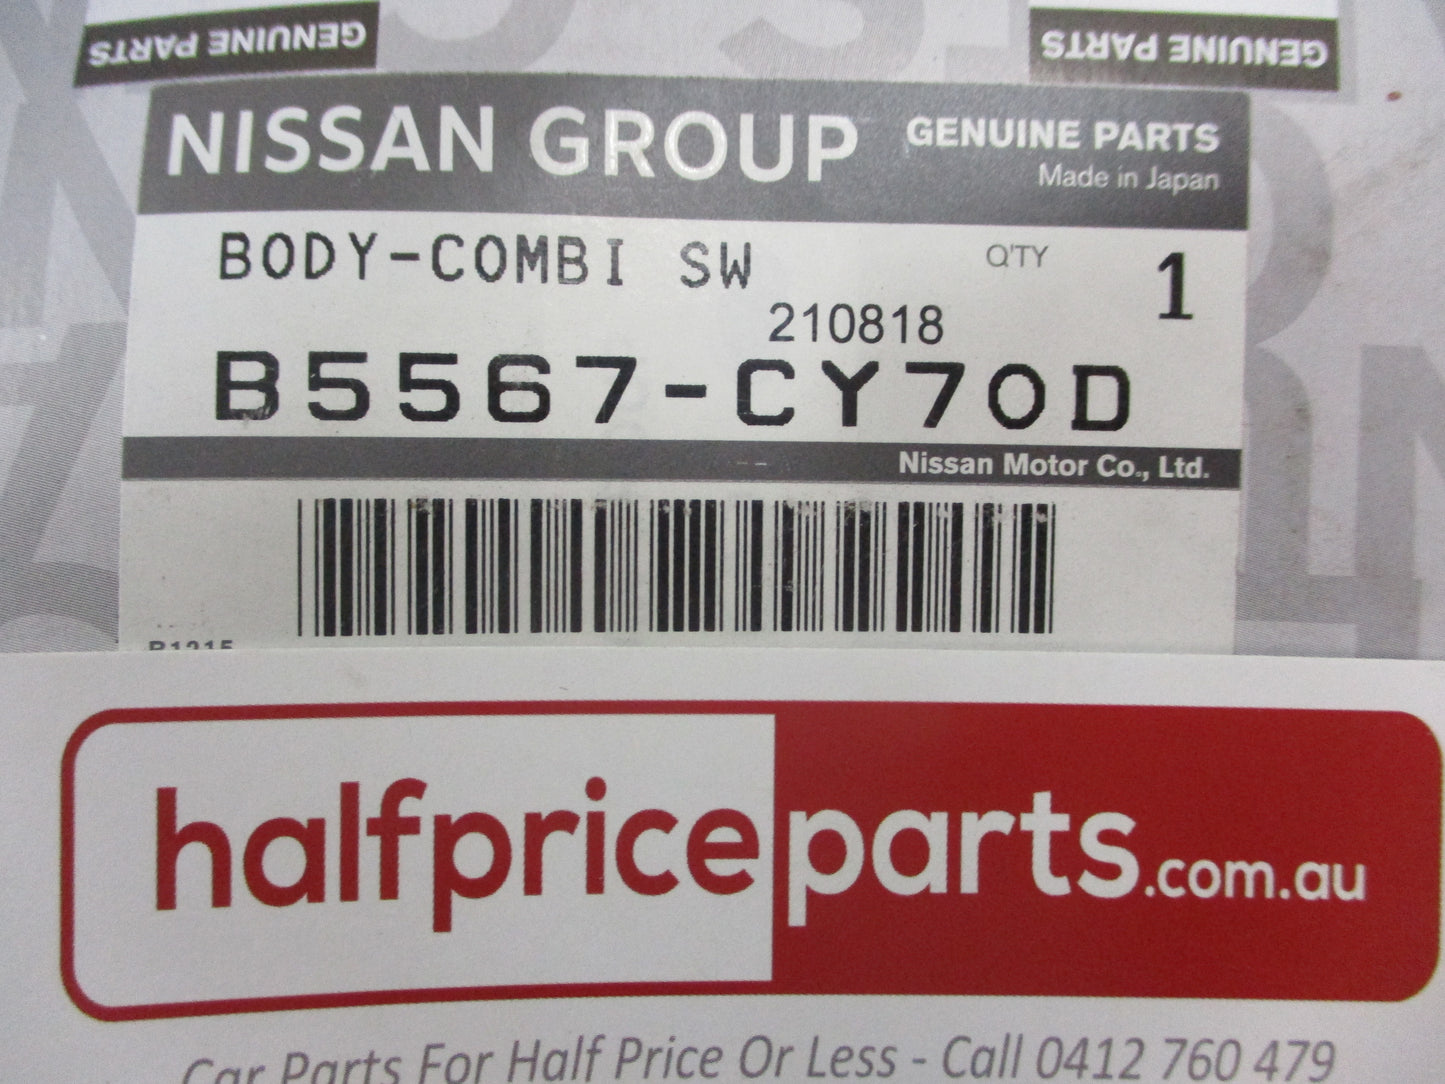 GENUINE PARTS
GENUINE PARTS
NISSAN GROUP
GENUINE PARTS
Made in Japan
BODY-COMBI SW
Q'TY 1
210818
B5567-CY70D
Nissan Motor Co., Ltd.
B1215
halfpriceparts.com.au
Car Parts For Half Price Or Less - Call 0412 760 479